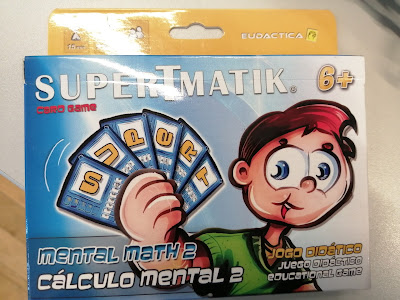 EUDACTICA
SUPERTMATIK®
6+
CARD GAME
S U P E R T
MENTAL MATH 2
CÁLCULO MENTAL 2
JOGO DIDÁTICO
JUEGO DIDÁCTICO
EDUCATIONAL GAME